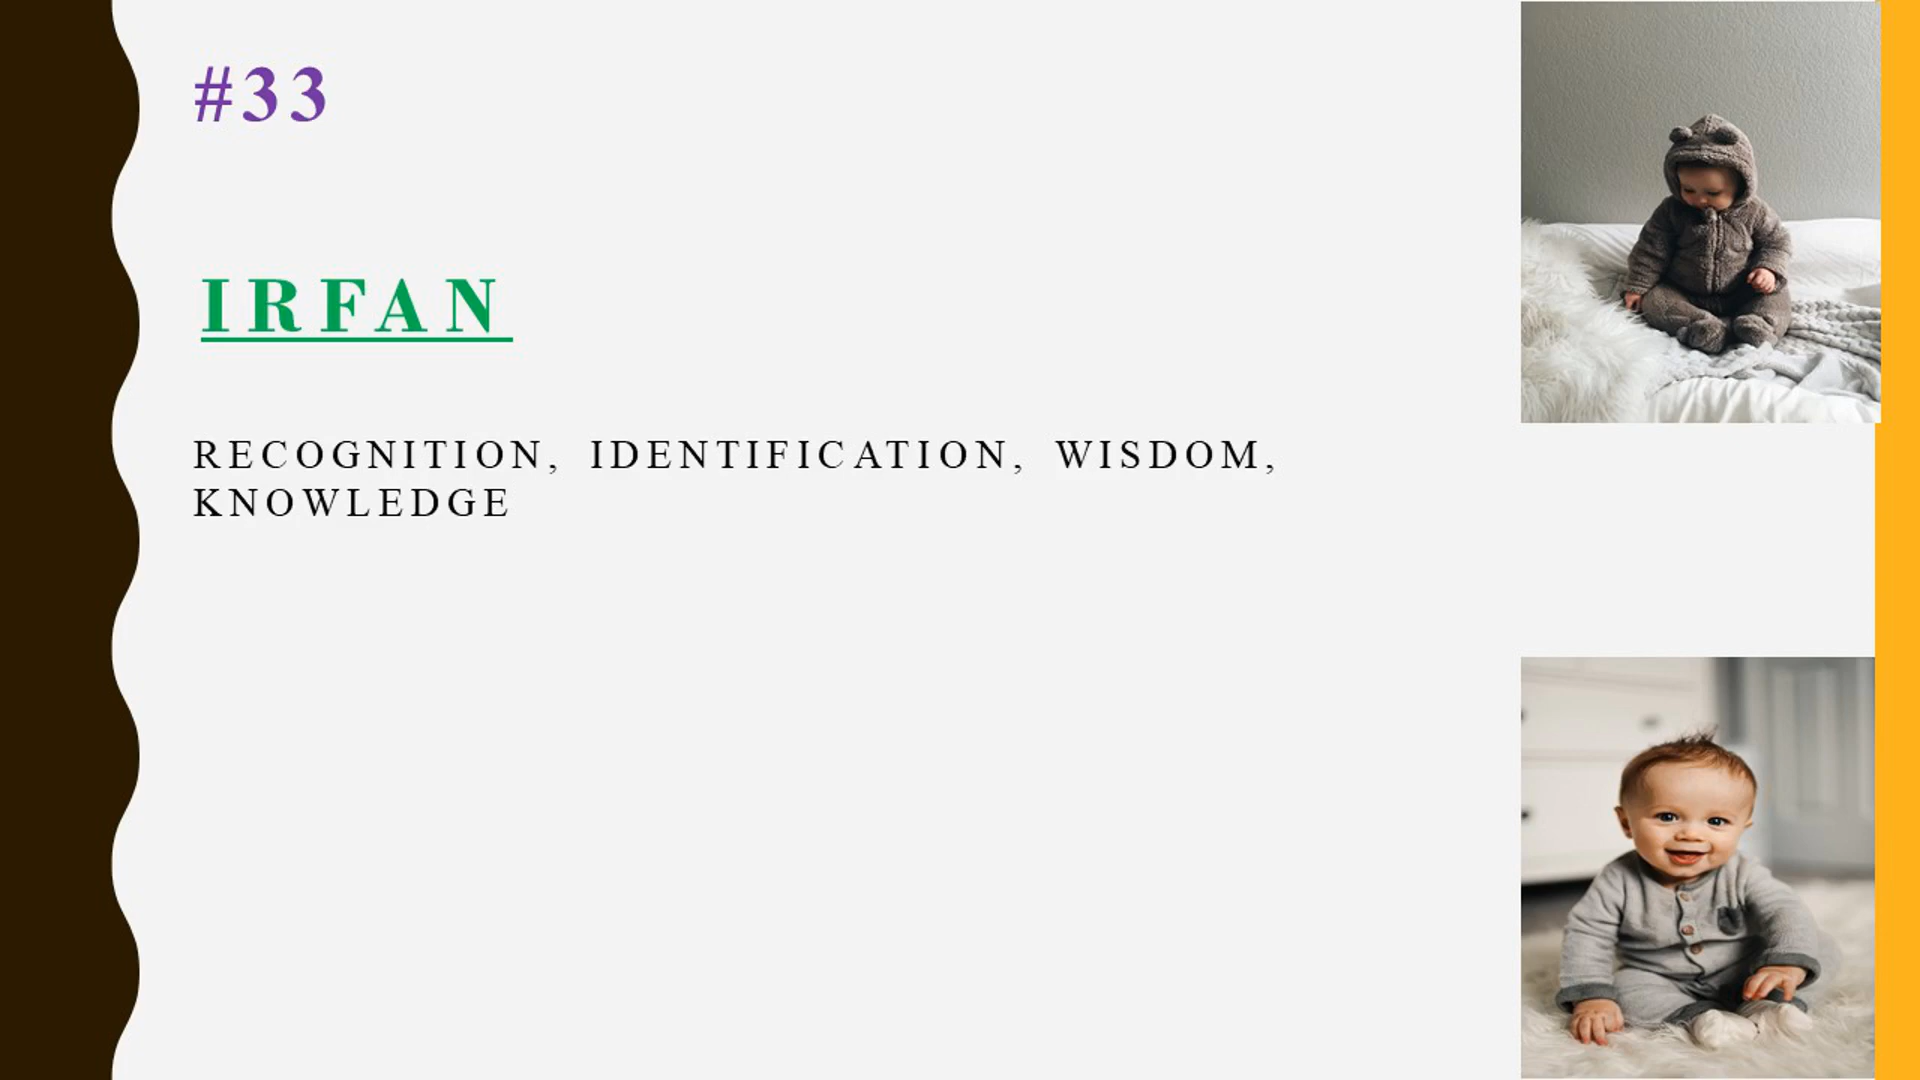 #33
IRFAN
RECOGNITION, IDENTIFICATION, WISDOM,
KNOWLEDGE